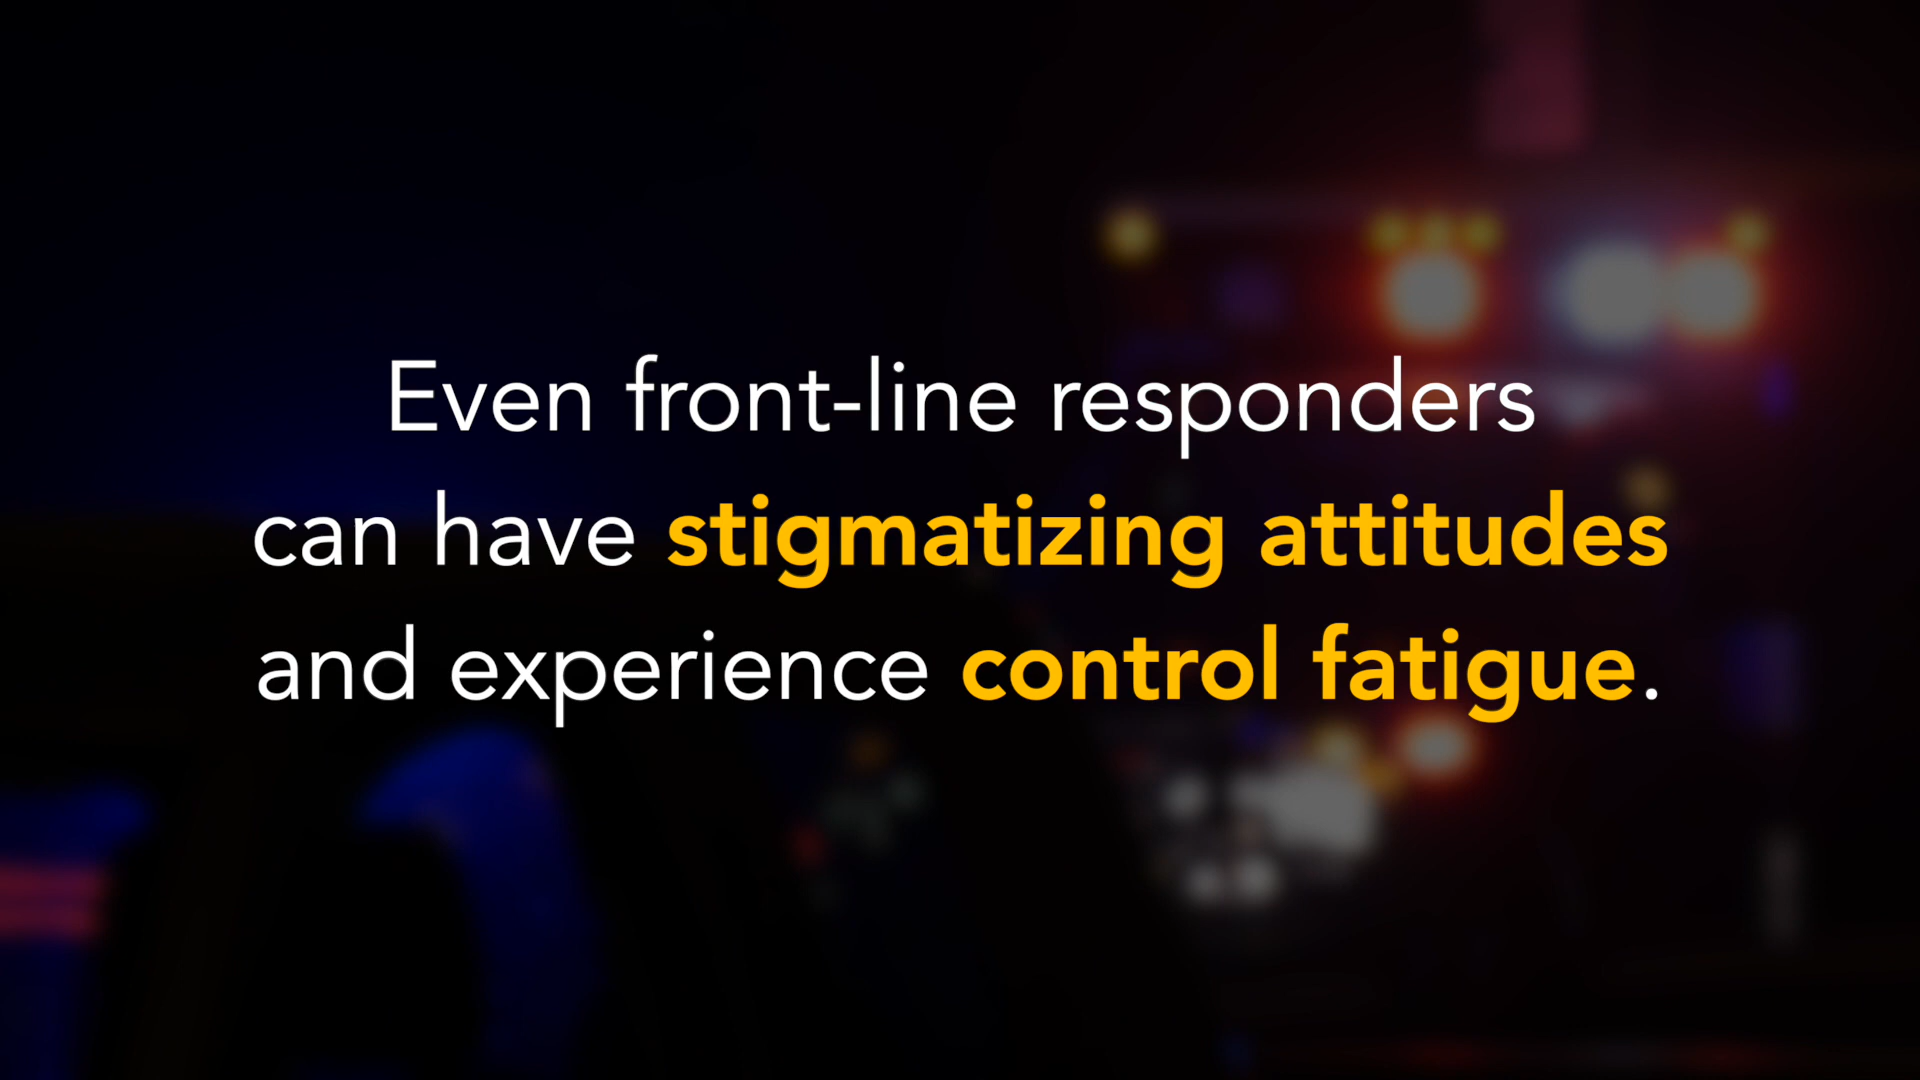 Even front-line responders
can have stigmatizing attitudes
and experience control fatigue.